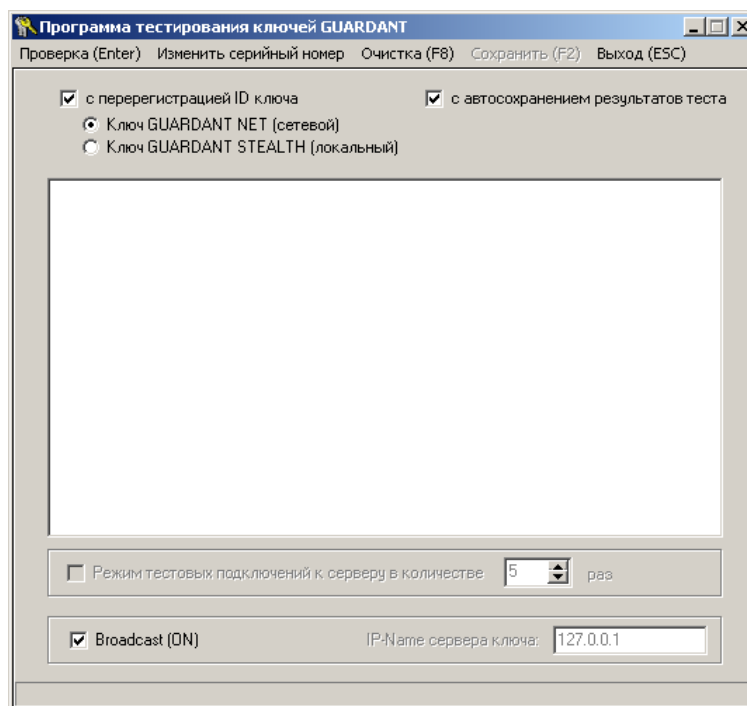 Программа тестирования ключей GUARDANT
Проверка (Enter) Изменить серийный номер Очистка (F8) Сохранить (F2) Выход (ESC)
с перерегистрацией ID ключа с автосохранением результатов теста
Ключ GUARDANT NET (сетевой)
Ключ GUARDANT STEALTH (локальный)
Режим тестовых подключений к серверу в количестве 5 раз
Broadcast (ON) IP-Name сервера ключа: 127.0.0.1